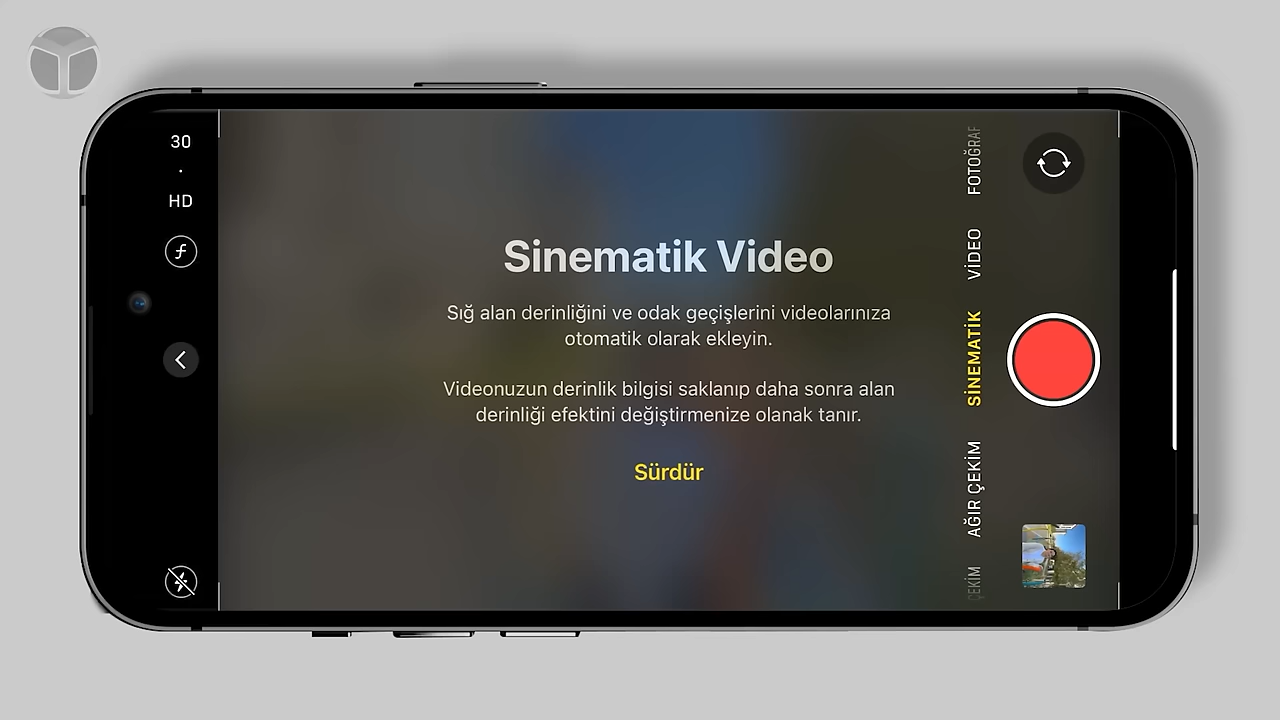 30
HD
f
Sinematik Video
Sığ alan derinliğini ve odak geçişlerini videolarınıza
otomatik olarak ekleyin.
Videonuzun derinlik bilgisi saklanıp daha sonra alan
derinliği efektini değiştirmenize olanak tanır.
Sürdür
FOTOĞRAF
VİDEO
SİNEMATİK
AĞIR ÇEKİM
ÇEKİM